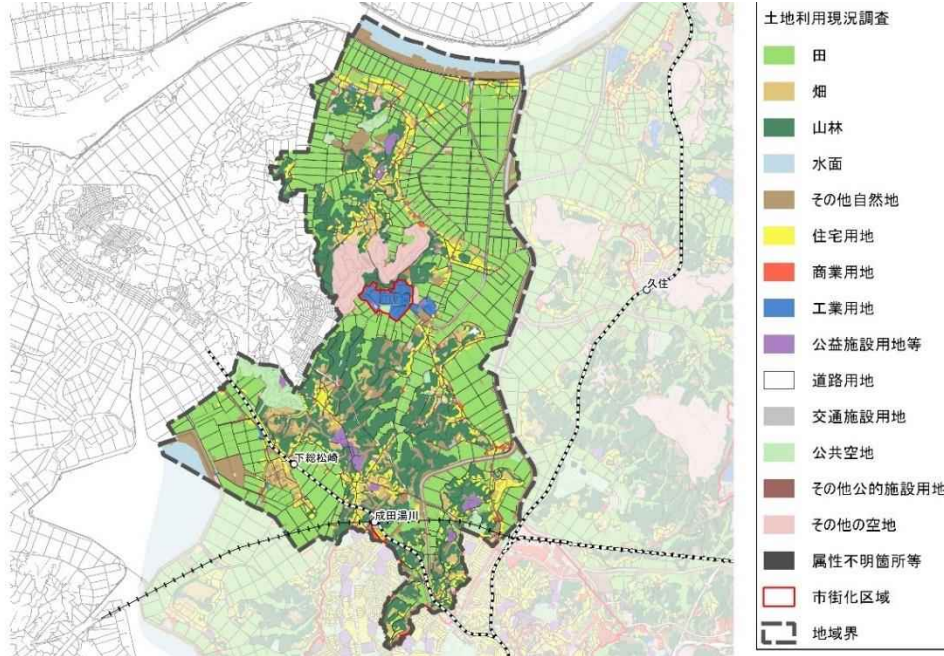 土地利用現況調査
田
畑
山林
水面
その他自然地
住宅用地
商業用地
工業用地
公益施設用地等
道路用地
交通施設用地
公共空地
その他公的施設用地
その他の空地
属性不明箇所等
市街化区域
地域界
久住
下総松崎
成田湯川